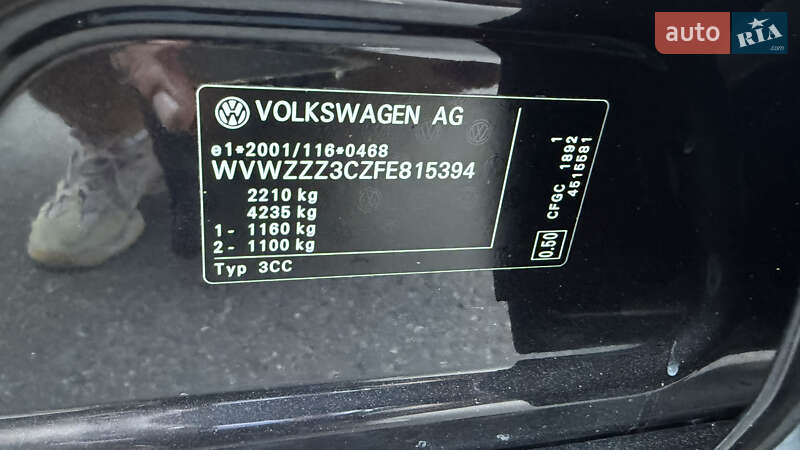 auto RIA.com
VOLKSWAGEN AG
e1*2001/116*0468
WVWZZZ3CZFE815394
2210 kg
4235 kg
1- 1160 kg
2- 1100 kg
Typ 3CC
0.50
CFGC 1892 1
4515581